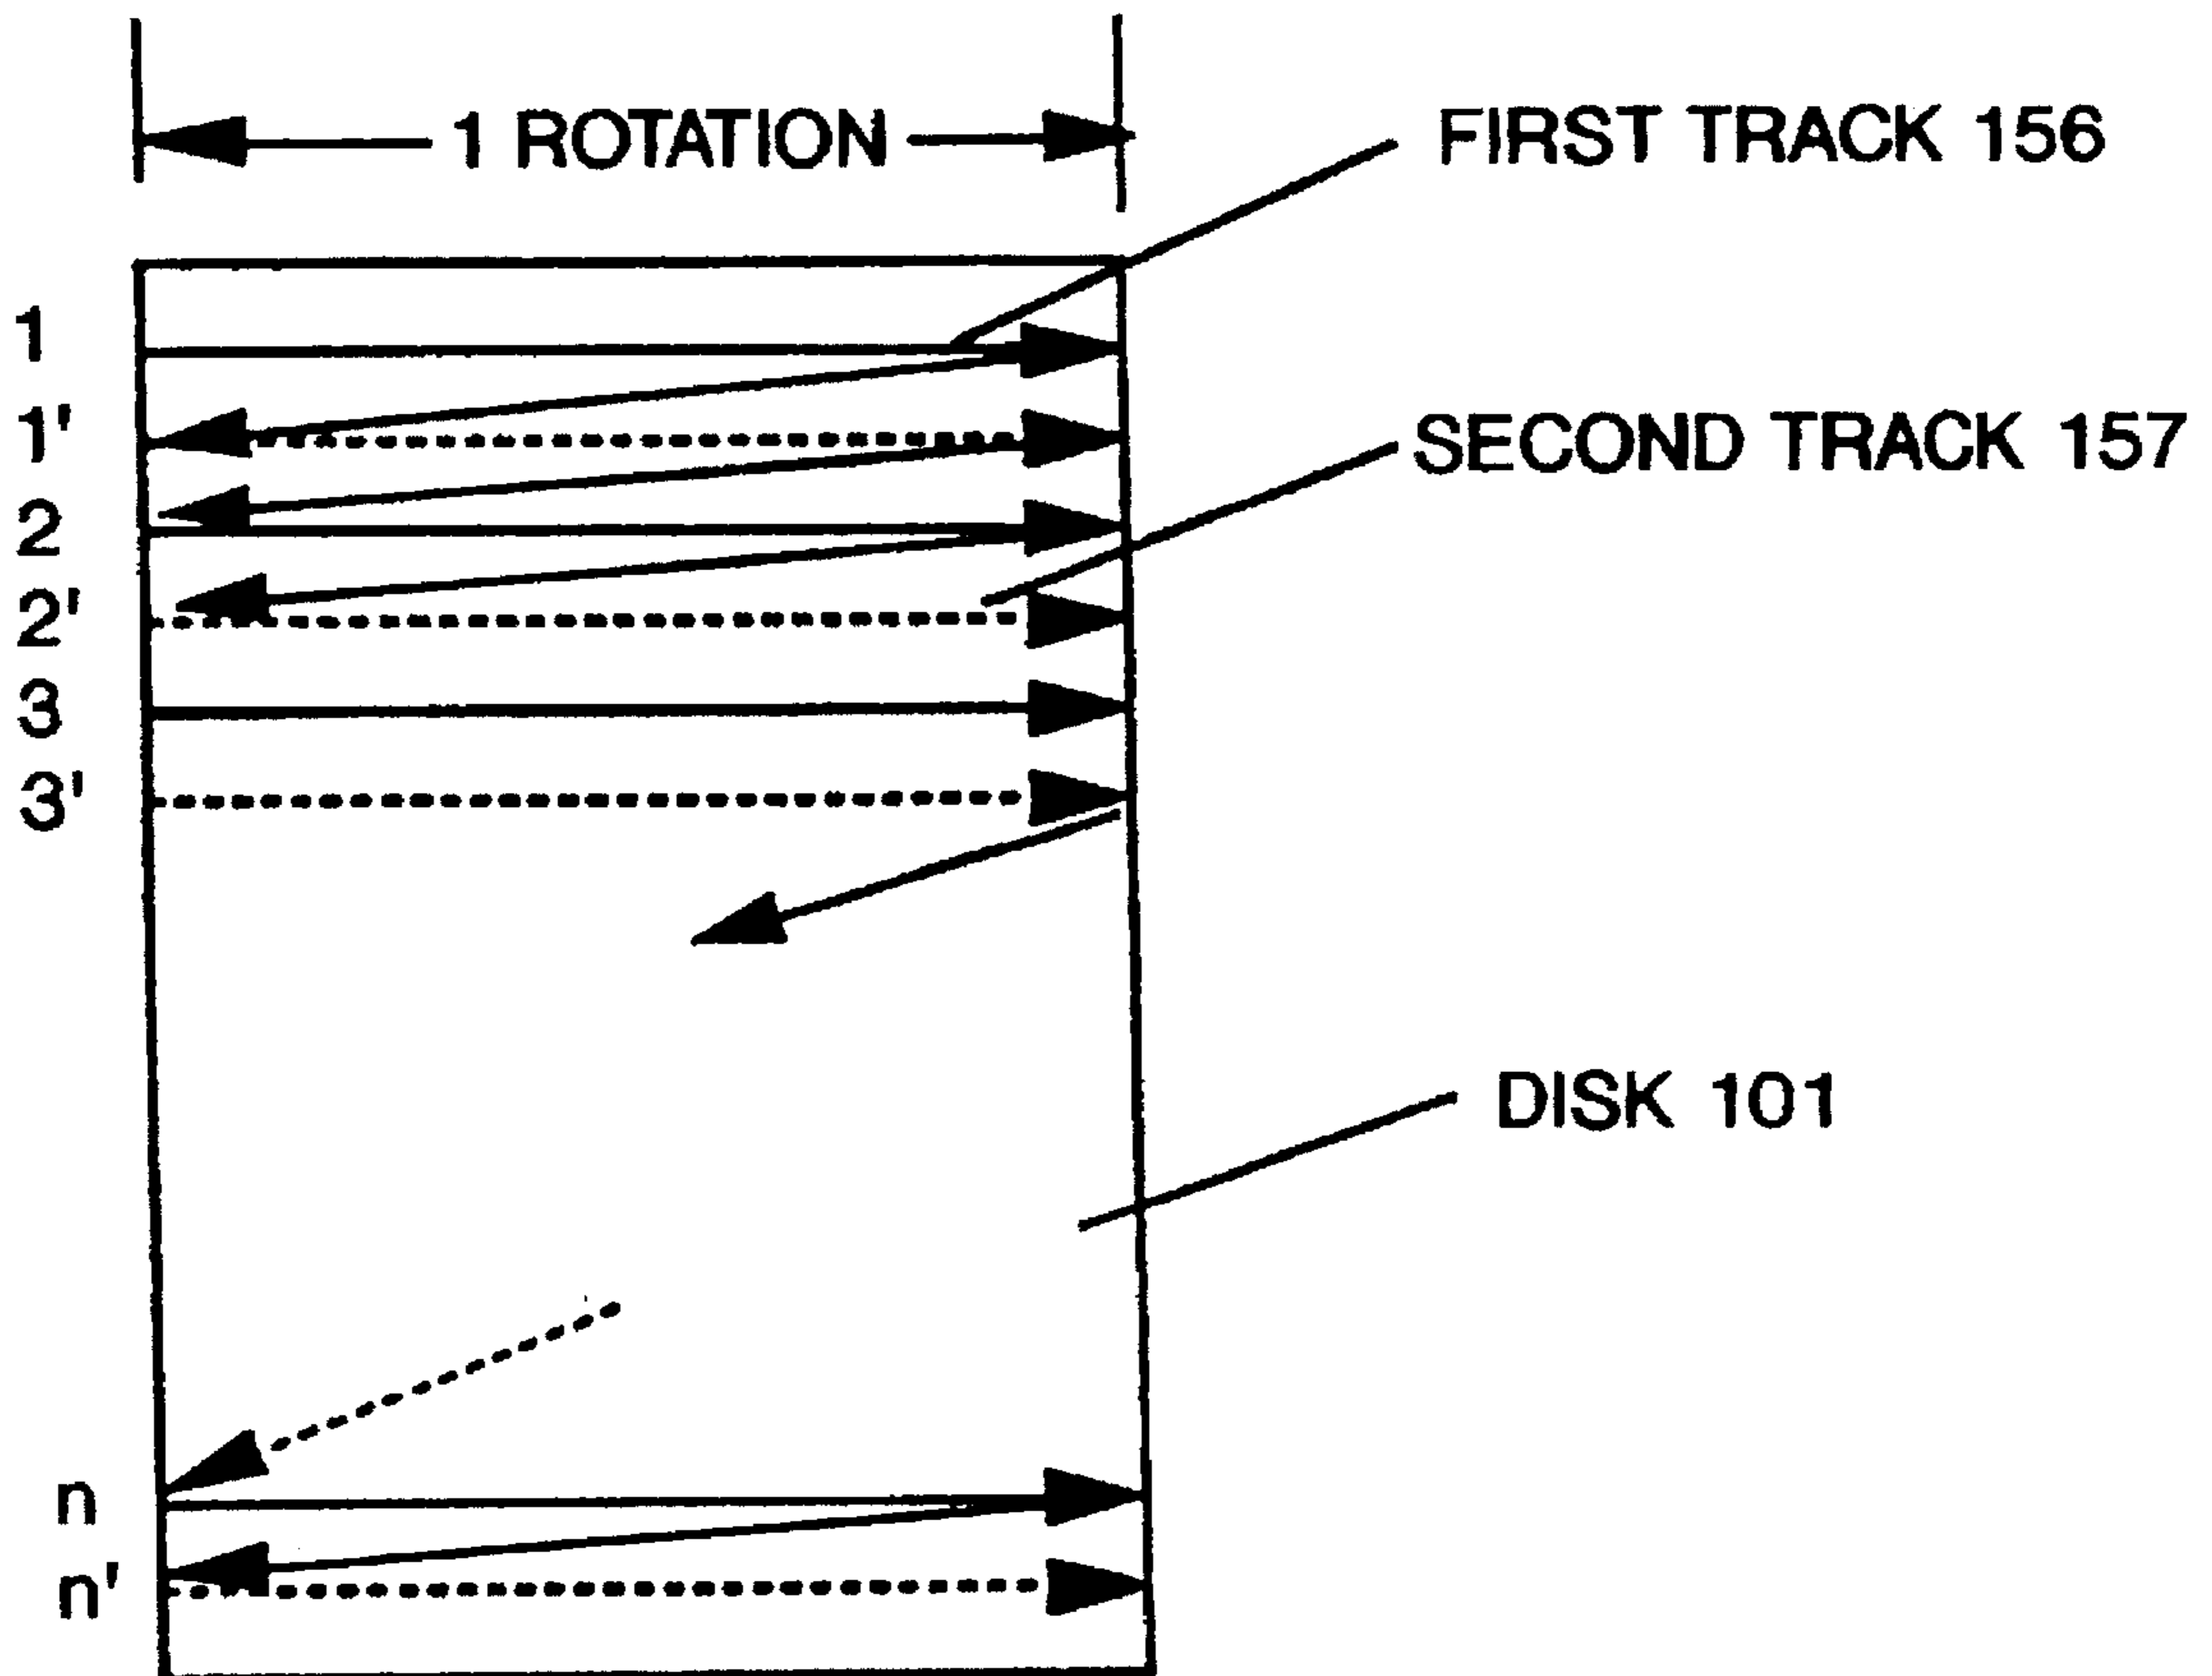 1 ROTATION
FIRST TRACK 156
1
1'
SECOND TRACK 157
2
2'
3
3'
DISK 101
n
n'